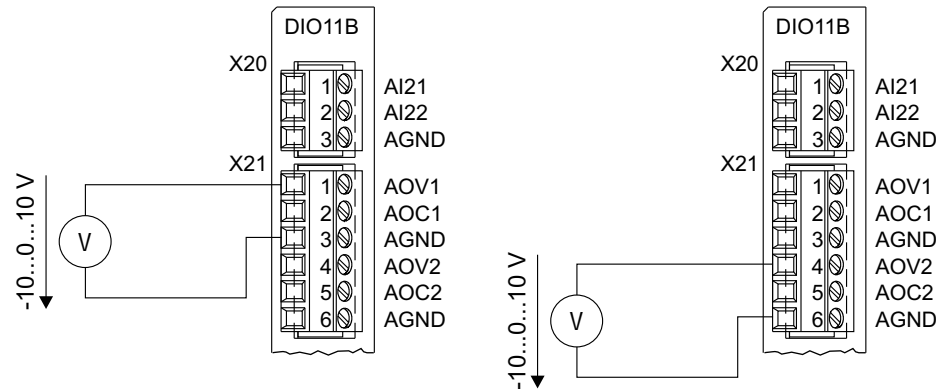 DIO11B
X20
1 AI21
2 AI22
3 AGND
X21
1 AOV1
2 AOC1
3 AGND
4 AOV2
5 AOC2
6 AGND
V
-10...0...10 V
DIO11B
X20
1 AI21
2 AI22
3 AGND
X21
1 AOV1
2 AOC1
3 AGND
4 AOV2
5 AOC2
6 AGND
V
-10...0...10 V